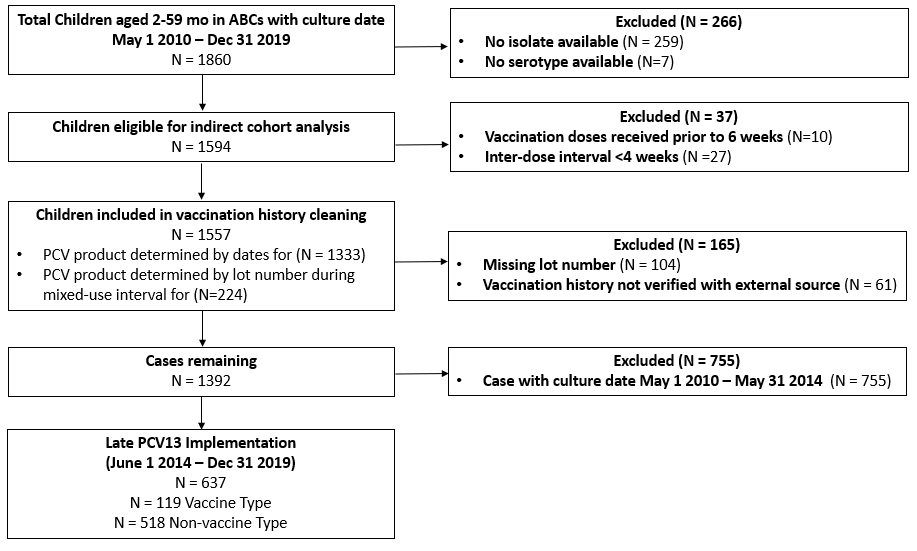 Total Children aged 2-59 mo in ABCs with culture date
May 1 2010 – Dec 31 2019
N = 1860
Excluded (N = 266)
• No isolate available (N = 259)
• No serotype available (N=7)
Children eligible for indirect cohort analysis
N = 1594
Excluded (N = 37)
• Vaccination doses received prior to 6 weeks (N=10)
• Inter-dose interval <4 weeks (N =27)
Children included in vaccination history cleaning
N = 1557
• PCV product determined by dates for (N = 1333)
• PCV product determined by lot number during
mixed-use interval for (N=224)
Excluded (N = 165)
• Missing lot number (N = 104)
• Vaccination history not verified with external source (N = 61)
Cases remaining
N = 1392
Excluded (N = 755)
• Case with culture date May 1 2010 – May 31 2014 (N = 755)
Late PCV13 Implementation
(June 1 2014 – Dec 31 2019)
N = 637
N = 119 Vaccine Type
N = 518 Non-vaccine Type